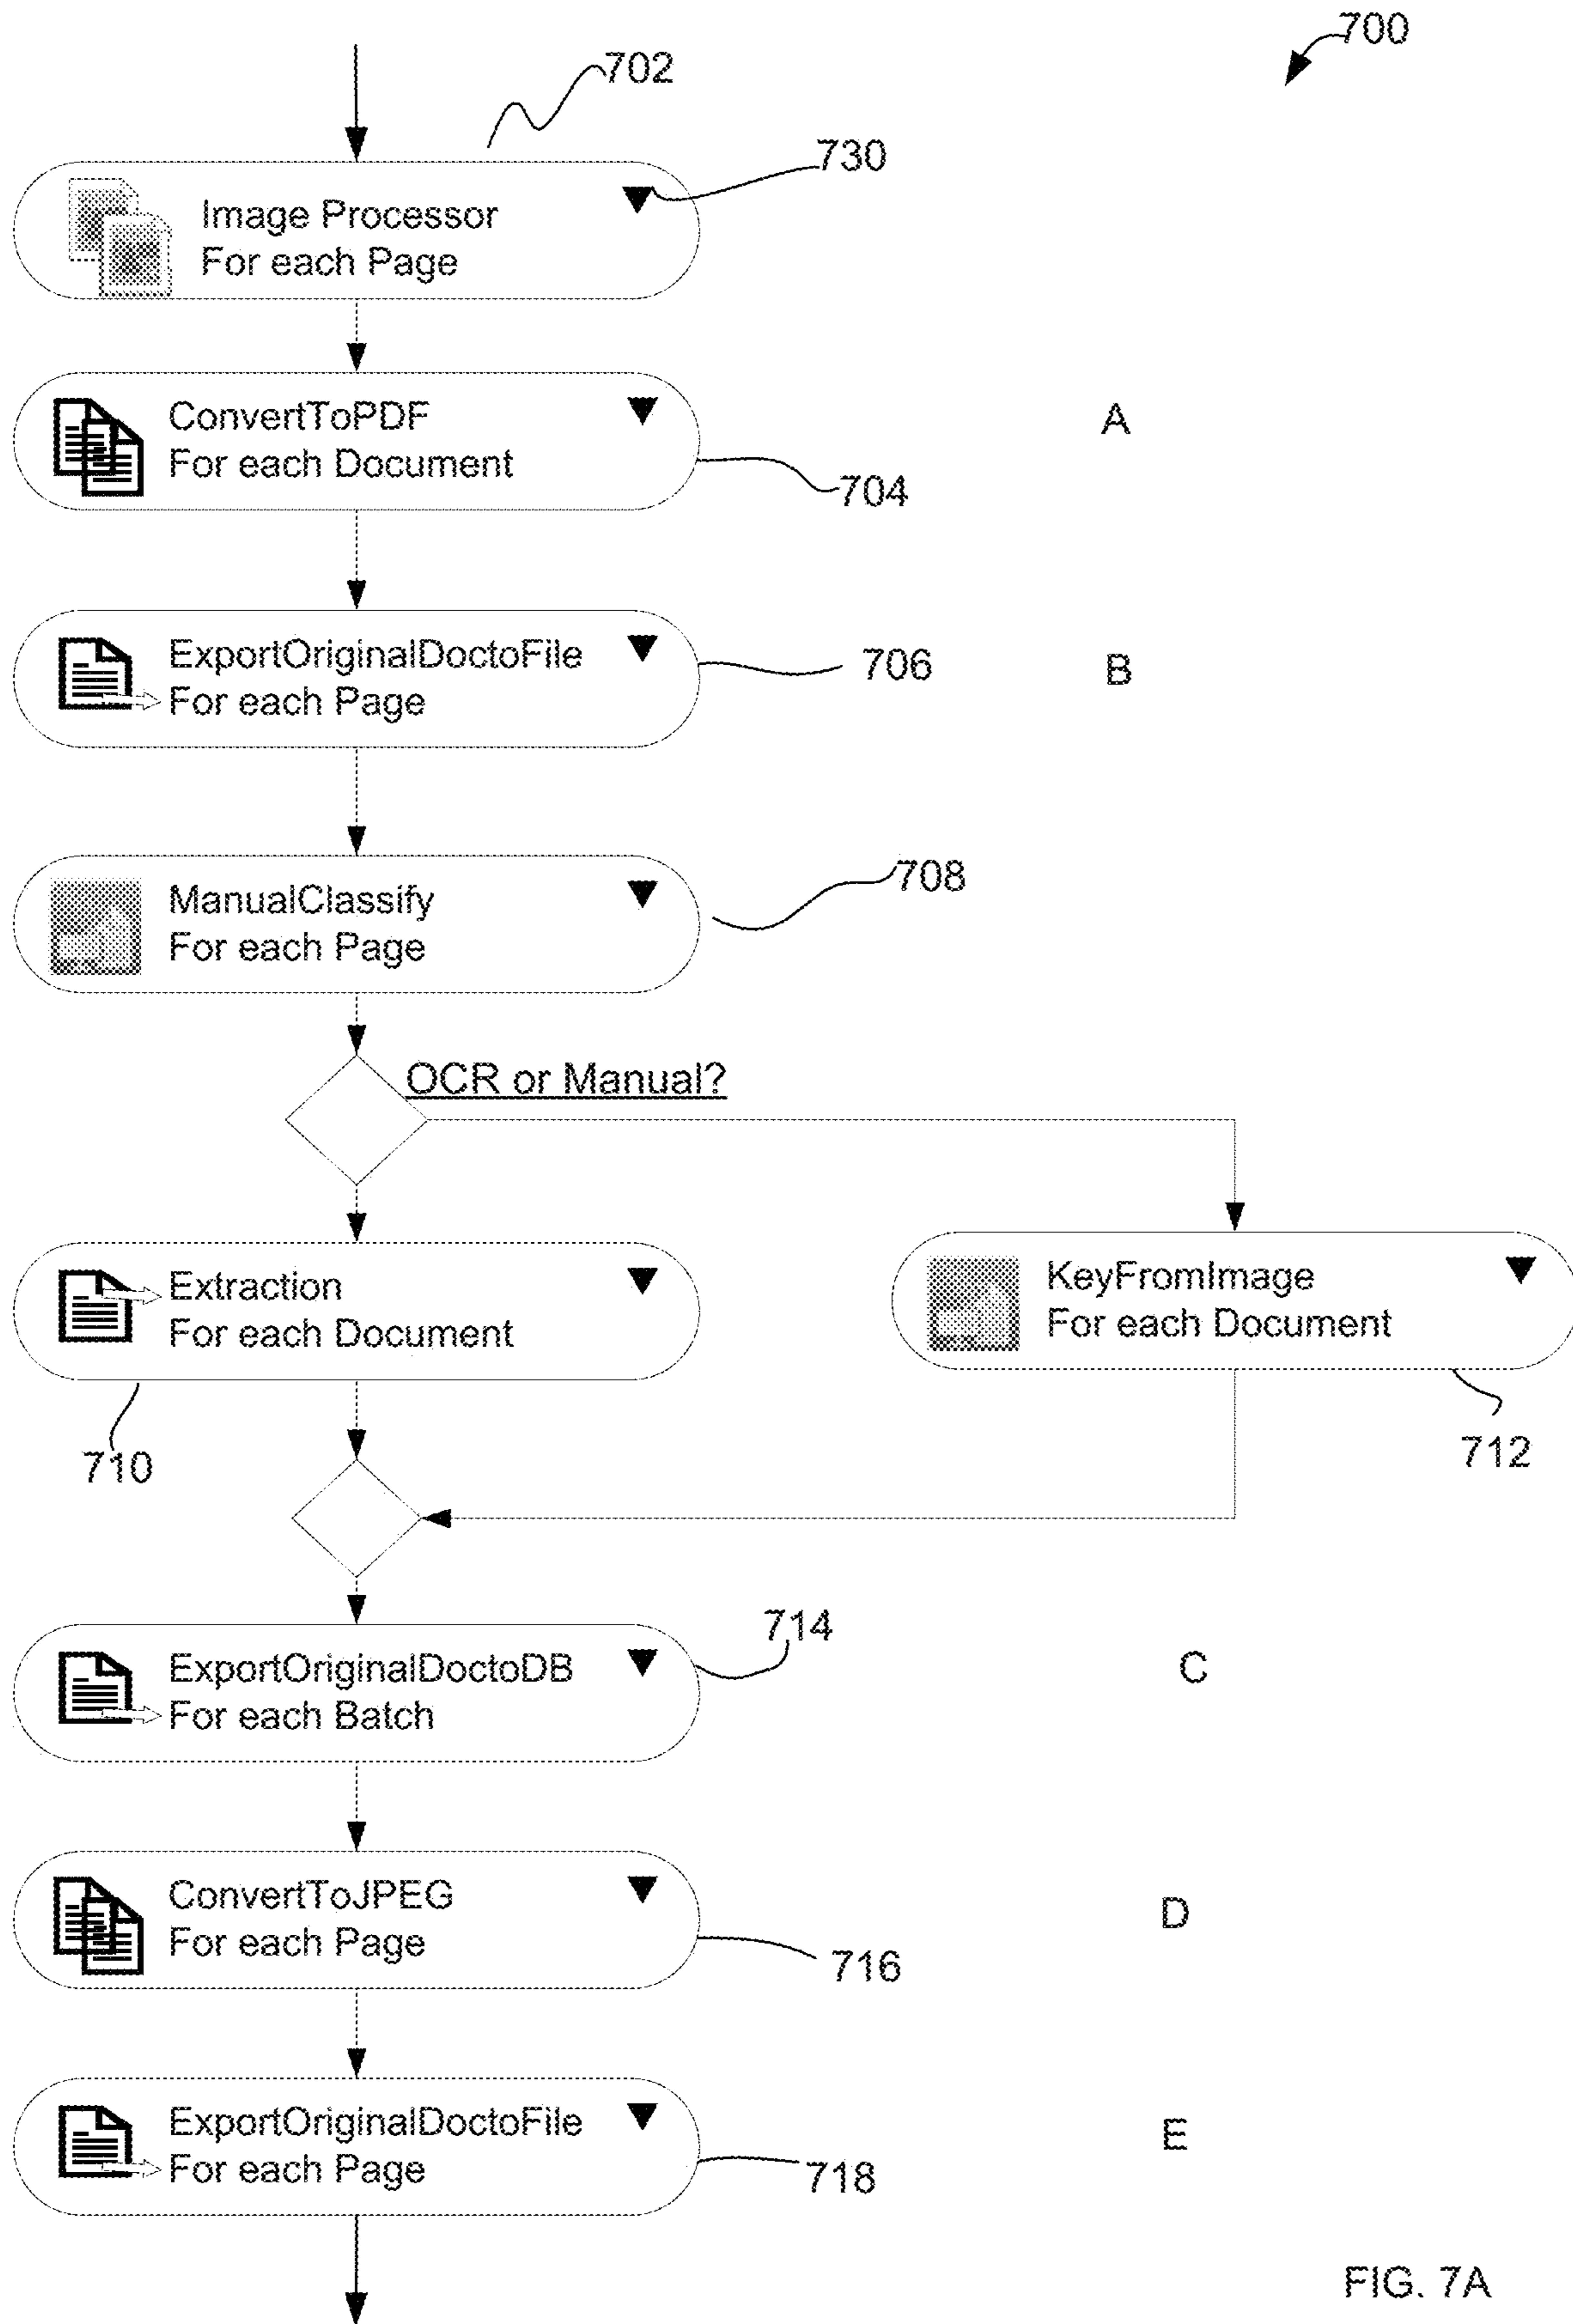 700
702
730
Image Processor
For each Page
ConvertToPDF
For each Document
A
704
ExportOriginalDoctoFile
For each Page
706
B
ManualClassify
For each Page
708
OCR or Manual?
Extraction
For each Document
KeyFromImage
For each Document
710
712
714
ExportOriginalDoctoDB
For each Batch
C
ConvertToJPEG
For each Page
D
716
ExportOriginalDoctoFile
For each Page
E
718
FIG. 7A